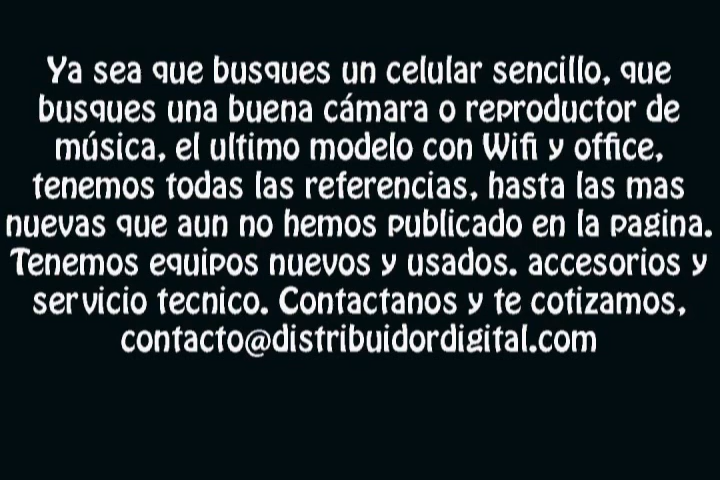 Ya sea que busques un celular sencillo, que
busques una buena cámara o reproductor de
música, el ultimo modelo con Wifi y office,
tenemos todas las referencias, hasta las mas
nuevas que aun no hemos publicado en la pagina.
Tenemos equipos nuevos y usados. accesorios y
servicio tecnico. Contactanos y te cotizamos,
contacto@distribuidordigital.com